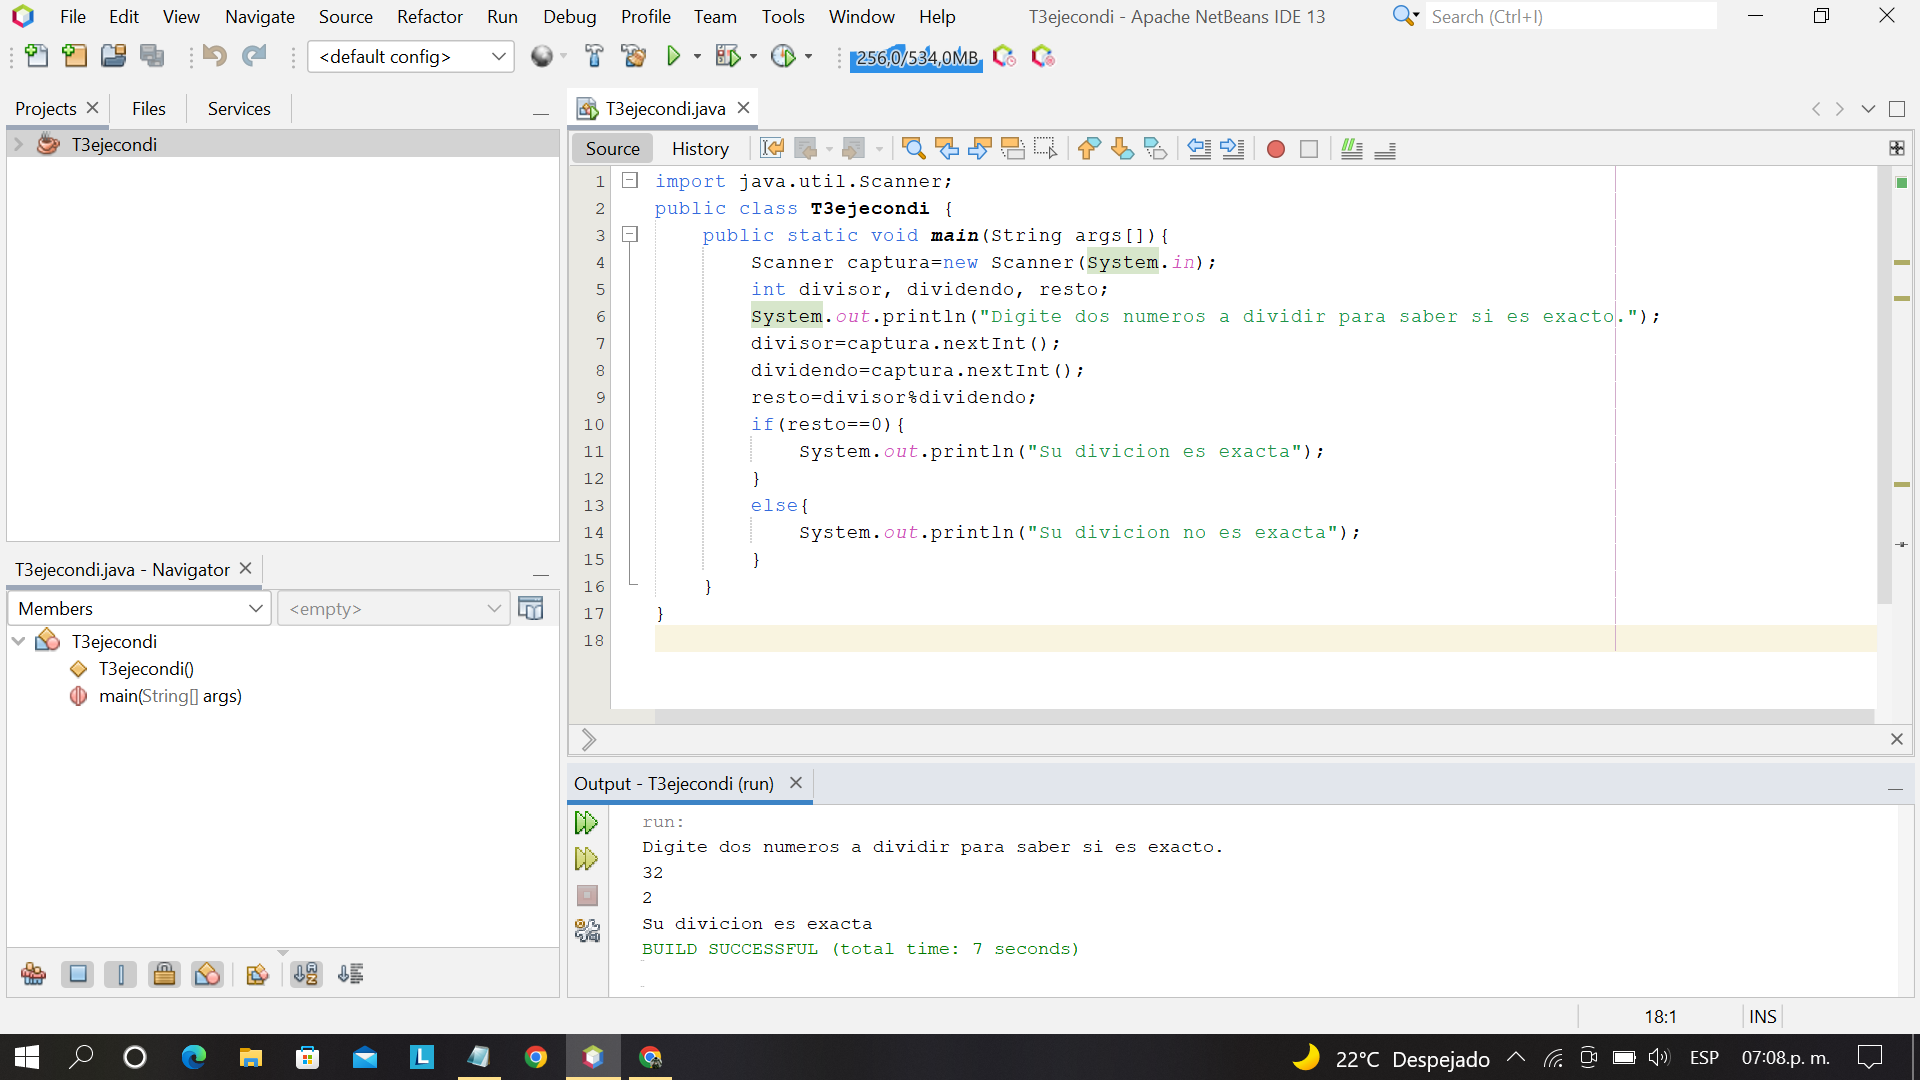 File Edit View Navigate Source Refactor Run Debug Profile Team Tools Window Help
T3ejecondi - Apache NetBeans IDE 13
Search (Ctrl+I)
<default config>
256,0/534,0MB
Projects Files Services
T3ejecondi
T3ejecondi.java
Source History
1 import java.util.Scanner;
2 public class T3ejecondi {
3 public static void main(String args[]){
4 Scanner captura=new Scanner(System.in);
5 int divisor, dividendo, resto;
6 System.out.println("Digite dos numeros a dividir para saber si es exacto.");
7 divisor=captura.nextInt();
8 dividendo=captura.nextInt();
9 resto=divisor%dividendo;
10 if(resto==0){
11 System.out.println("Su divicion es exacta");
12 }
13 else{
14 System.out.println("Su divicion no es exacta");
15 }
16 }
17 }
18
T3ejecondi.java - Navigator
Members
<empty>
T3ejecondi
T3ejecondi()
main(String[] args)
Output - T3ejecondi (run)
run:
Digite dos numeros a dividir para saber si es exacto.
32
2
Su divicion es exacta
BUILD SUCCESSFUL (total time: 7 seconds)
18:1 INS
22°C Despejado ESP 07:08 p. m.